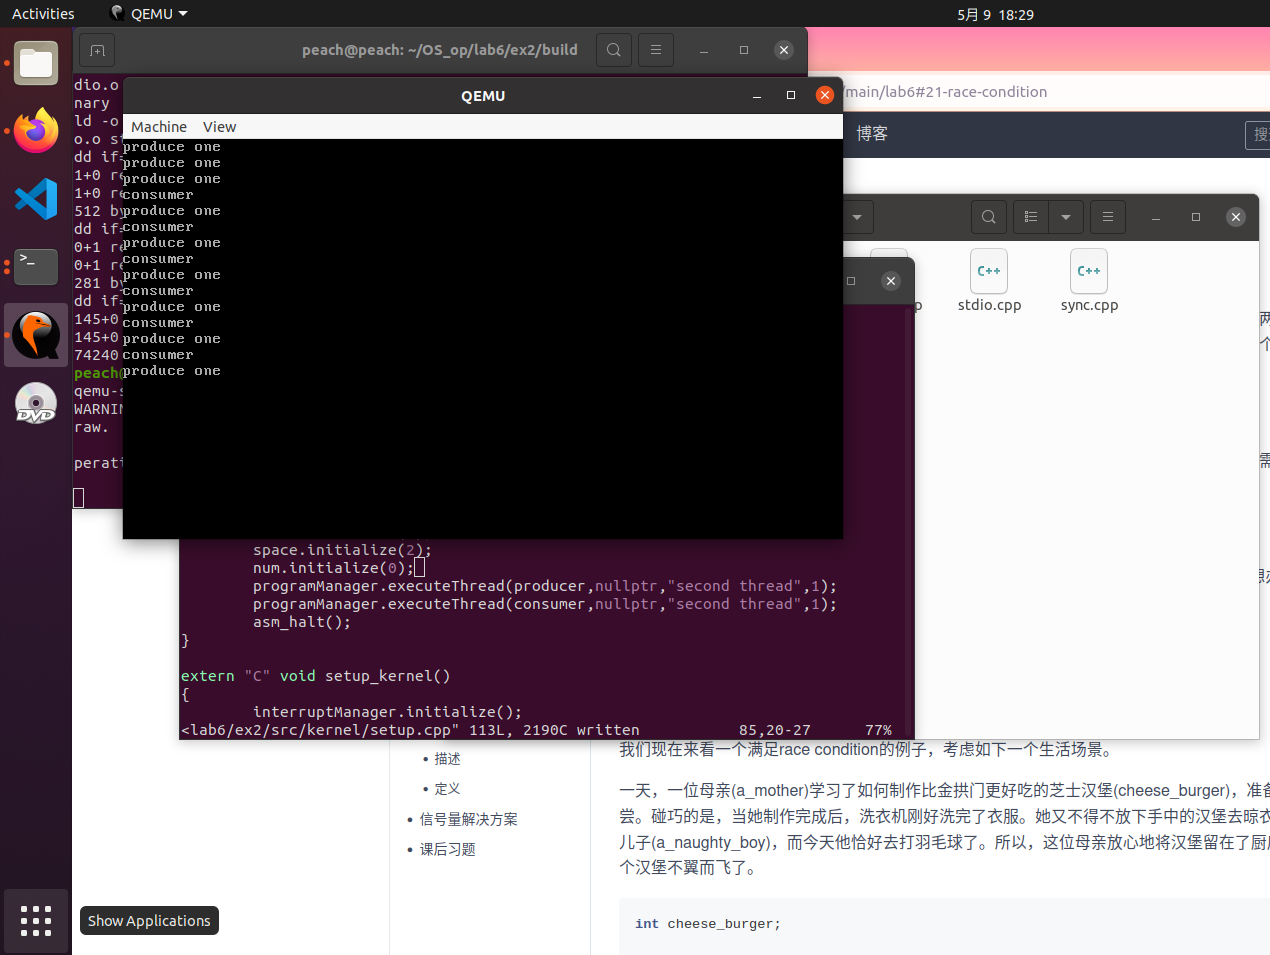 Activities
QEMU
5月 9 18:29
peach@peach: ~/OS_op/lab6/ex2/build
/main/lab6#21-race-condition
博客
dio.o
nary
ld -o
o.o
dd if=
1+0
1+0
512
dd if=
0+1
0+1
281
dd if=
145+0
145+0
74240
peach@
qemu-s
WARNIN
raw.
perati
QEMU
Machine View
produce one
produce one
produce one
consumer
produce one
consumer
produce one
consumer
produce one
consumer
produce one
consumer
produce one
consumer
produce one
C++
stdio.cpp
C++
sync.cpp
个
需
space.initialize(2);
num.initialize(0);
programManager.executeThread(producer,nullptr,"second thread",1);
programManager.executeThread(consumer,nullptr,"second thread",1);
asm_halt();
}
extern "C" void setup_kernel()
{
interruptManager.initialize();
<lab6/ex2/src/kernel/setup.cpp" 113L, 2190C written 85,20-27 77%
• 描述
• 定义
• 信号量解决方案
• 课后习题
我们现在来看一个满足race condition的例子，考虑如下一个生活场景。
一天，一位母亲(a_mother)学习了如何制作比金拱门更好吃的芝士汉堡(cheese_burger)，准备
尝。碰巧的是，当她制作完成后，洗衣机刚好洗完了衣服。她又不得不放下手中的汉堡去晾衣
儿子(a_naughty_boy)，而今天他恰好去打羽毛球了。所以，这位母亲放心地将汉堡留在了厨
个汉堡不翼而飞了。
int cheese_burger;
DVD
Show Applications